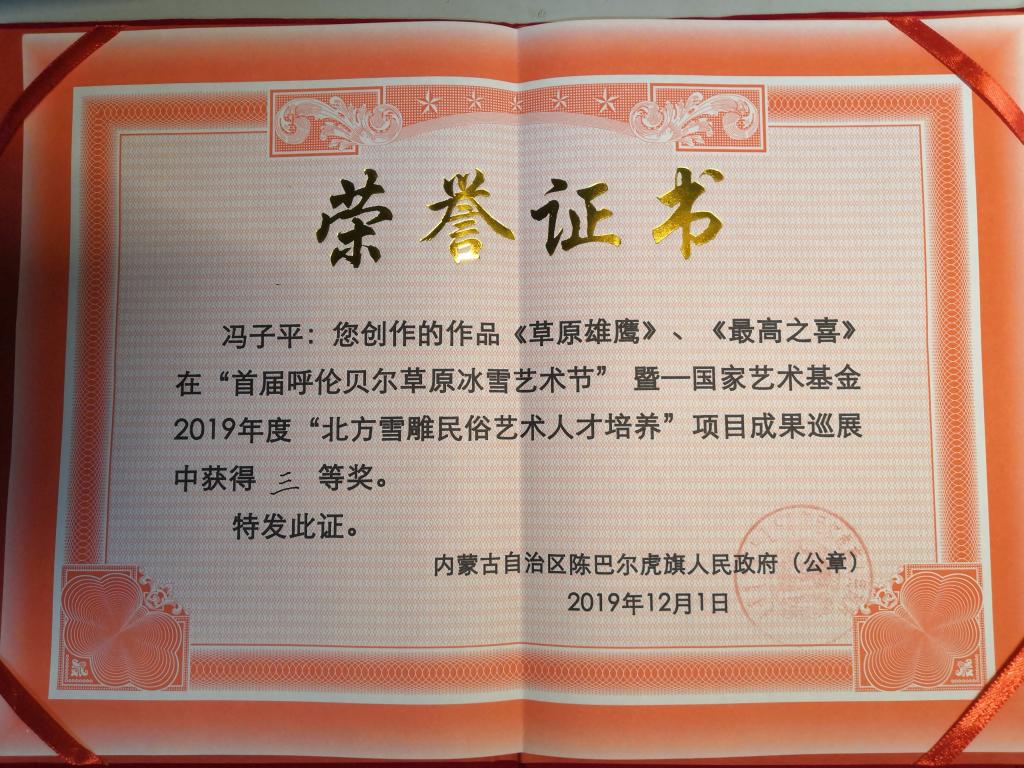 荣誉证书
冯子平：您创作的作品《草原雄鹰》、《最高之喜》
在“首届呼伦贝尔草原冰雪艺术节” 暨—国家艺术基金
2019年度“北方雪雕民俗艺术人才培养”项目成果巡展
中获得 三 等奖。
特发此证。
内蒙古自治区陈巴尔虎旗人民政府（公章）
2019年12月1日